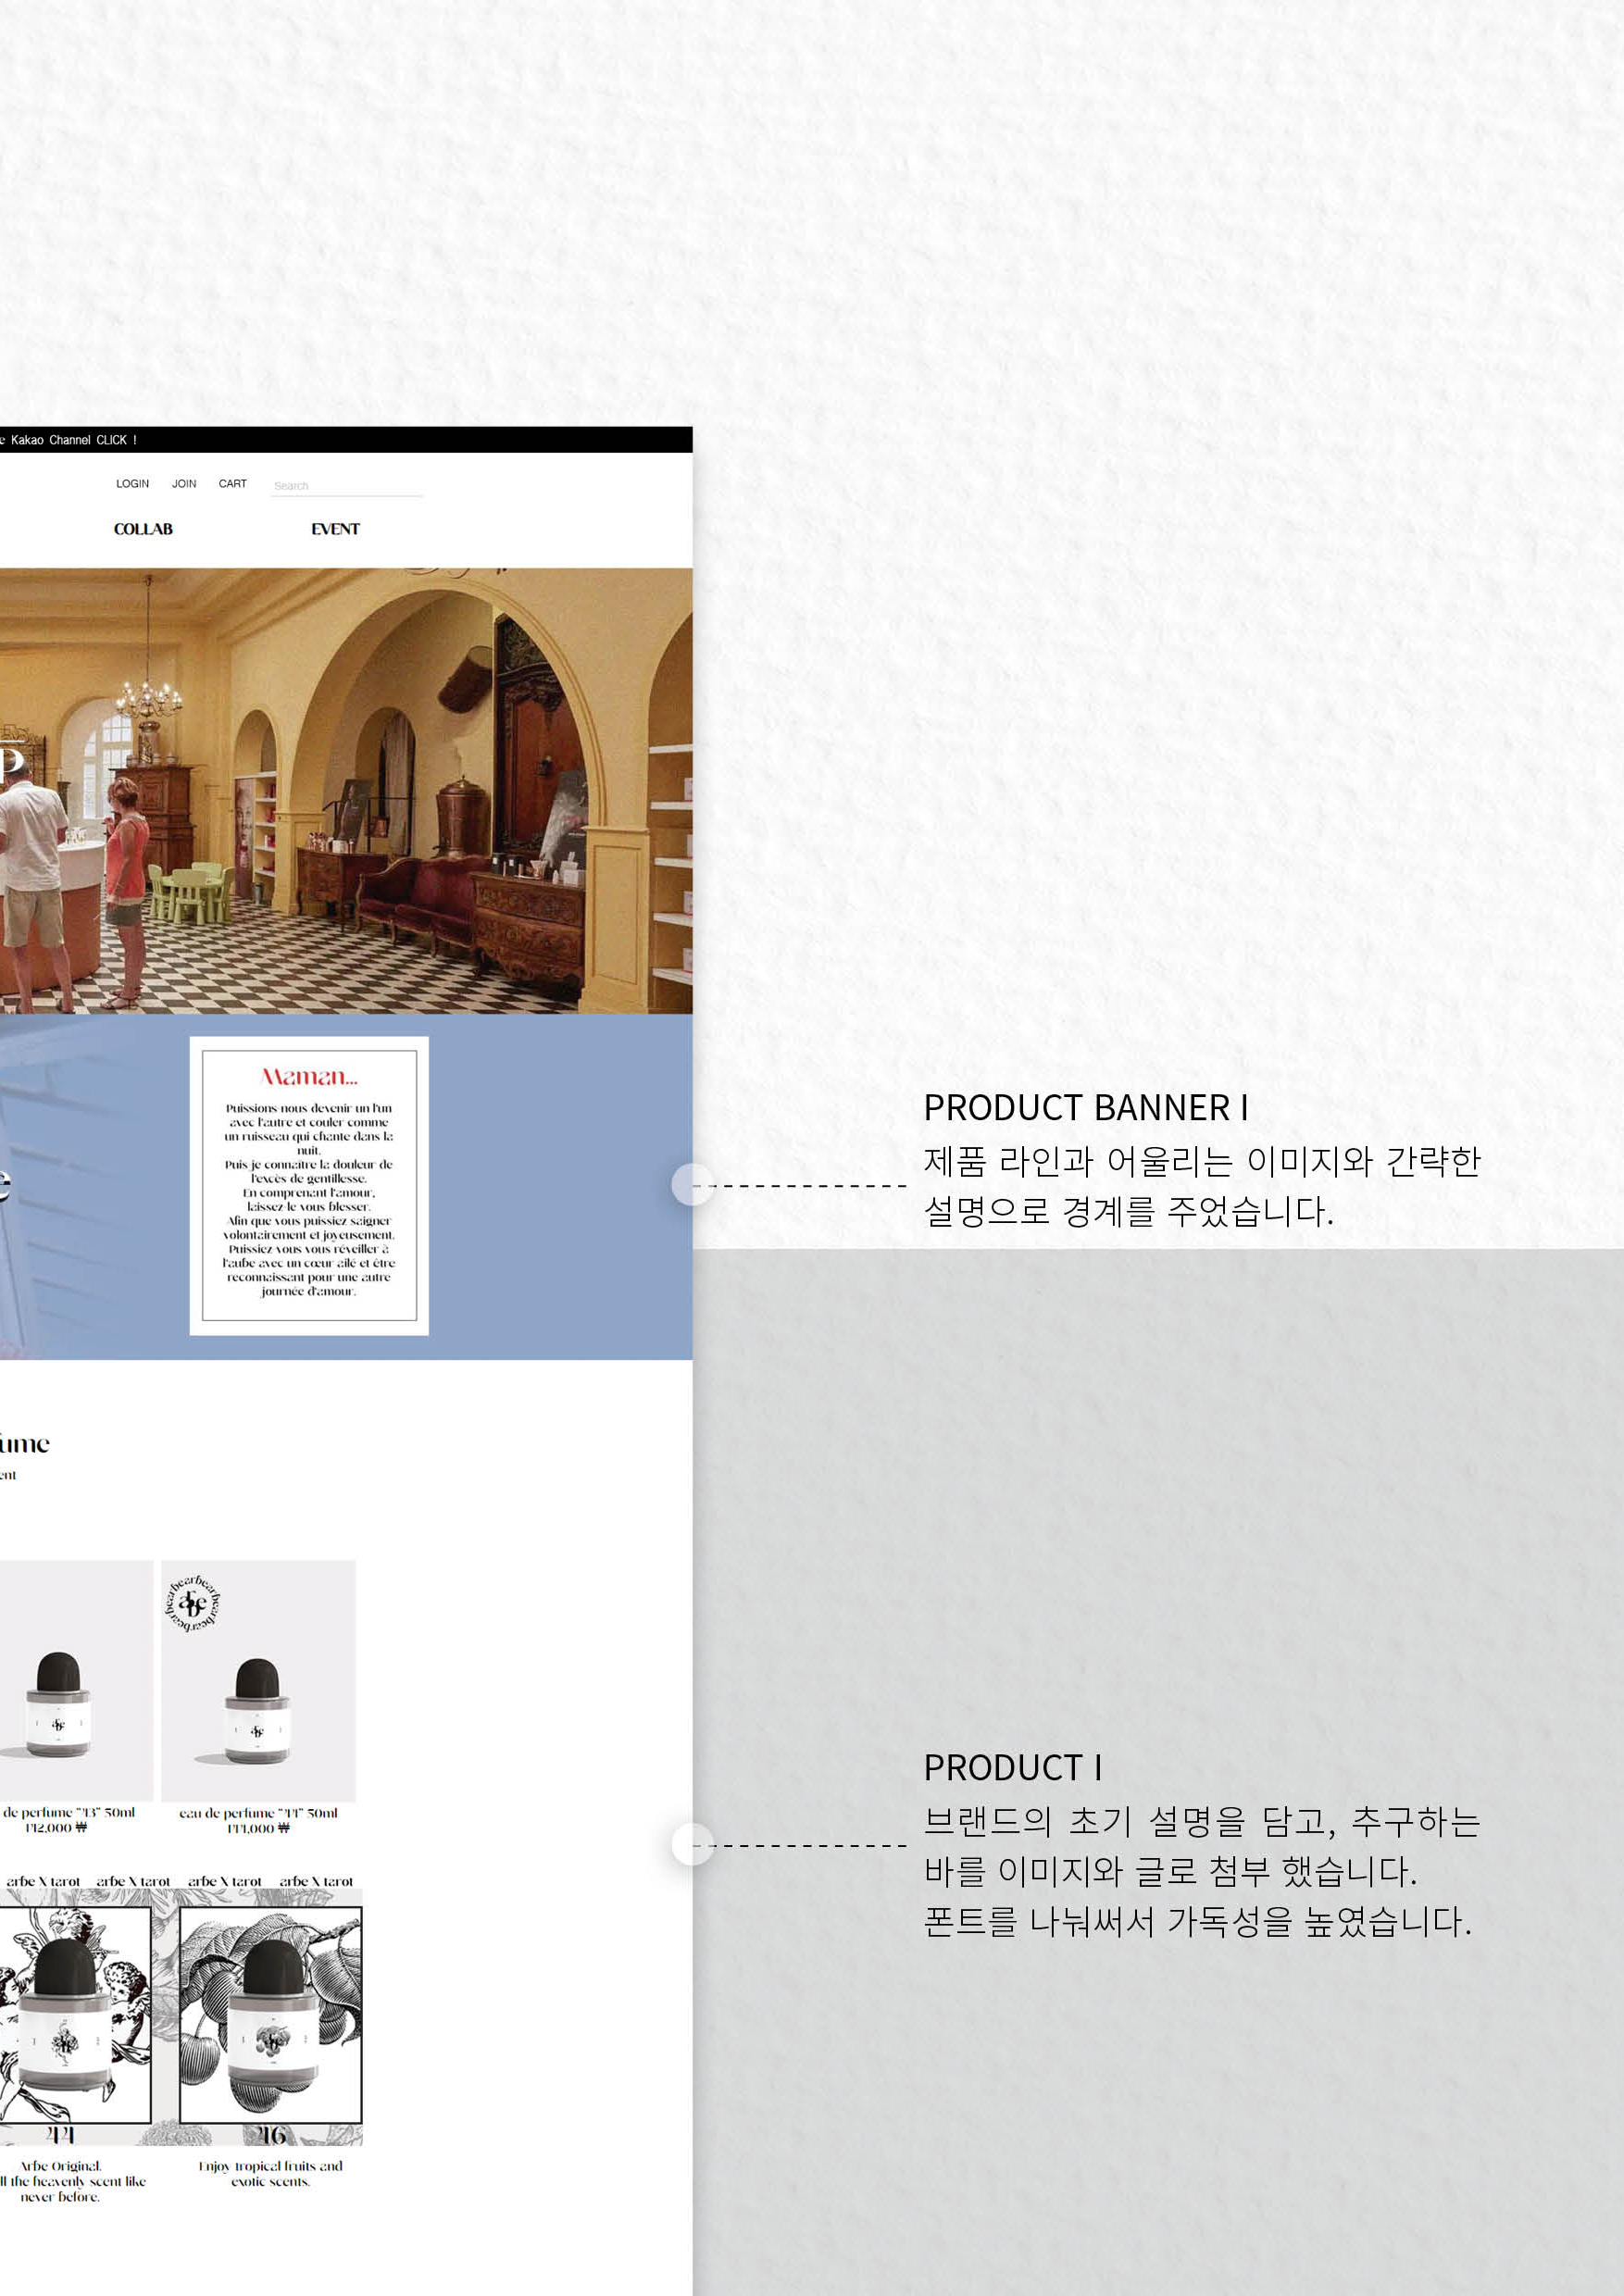 Kakao Channel CLICK !
LOGIN JOIN CART Search
COLLAB EVENT
P
Maman...
Puissions-nous devenir un l'un
avec l'autre et couler comme
un ruisseau qui chante dans la
nuit.
Puis-je connaître la douleur de
l'excès de gentillesse.
En comprenant l'amour,
laissez-le vous blesser.
Afin que vous puissiez saigner
volontairement et joyeusement.
Puissiez-vous vous réveiller à
l'aube avec un cœur ailé et être
reconnaissant pour une autre
journée d'amour.
e
PRODUCT BANNER I
제품 라인과 어울리는 이미지와 간략한
설명으로 경계를 주었습니다.
ume
ent
arbe
de perfume 50ml
eau de perfume 50ml
PRODUCT I
브랜드의 초기 설명을 담고, 추구하는
바를 이미지와 글로 첨부 했습니다.
폰트를 나눠써서 가독성을 높였습니다.
arbe X tarot arbe X tarot arbe X tarot arbe X tarot
Arbe Original.
ll the heavenly scent like
never before.
Enjoy tropical fruits and
exotic scents.